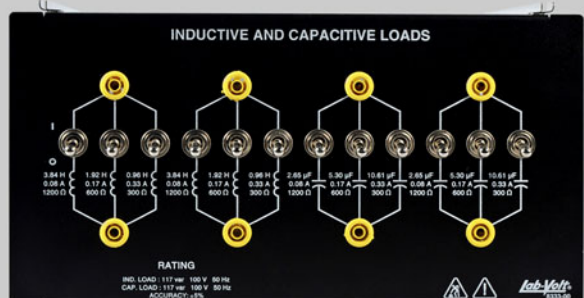 INDUCTIVE AND CAPACITIVE LOADS
I
O
3.84 H 1.92 H 0.96 H 3.84 H 1.92 H 0.96 H 2.65 µF 5.30 µF 10.61 µF 2.65 µF 5.30 µF 10.61 µF
0.08 A 0.17 A 0.33 A 0.08 A 0.17 A 0.33 A 0.08 A 0.17 A 0.33 A 0.08 A 0.17 A 0.33 A
1200 Ω 600 Ω 300 Ω 1200 Ω 600 Ω 300 Ω 1200 Ω 600 Ω 300 Ω 1200 Ω 600 Ω 300 Ω
RATING
IND. LOAD : 117 var 100 V 50 Hz
CAP. LOAD : 117 var 100 V 50 Hz
ACCURACY: ±5%
Lab-Volt®